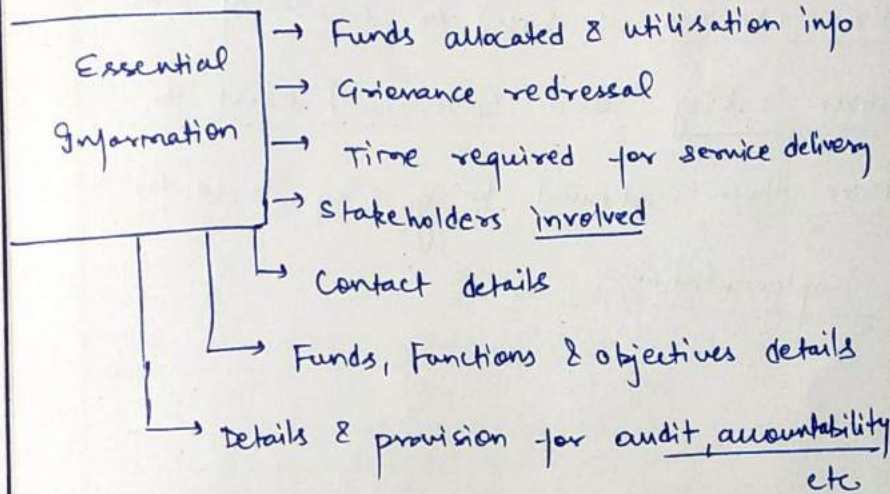 Essential
Information
→ Funds allocated & utilisation info
→ Grievance redressal
→ Time required for service delivery
→ Stakeholders involved
→ Contact details
→ Funds, Functions & objectives details
→ Details & provision for audit, accountability
etc